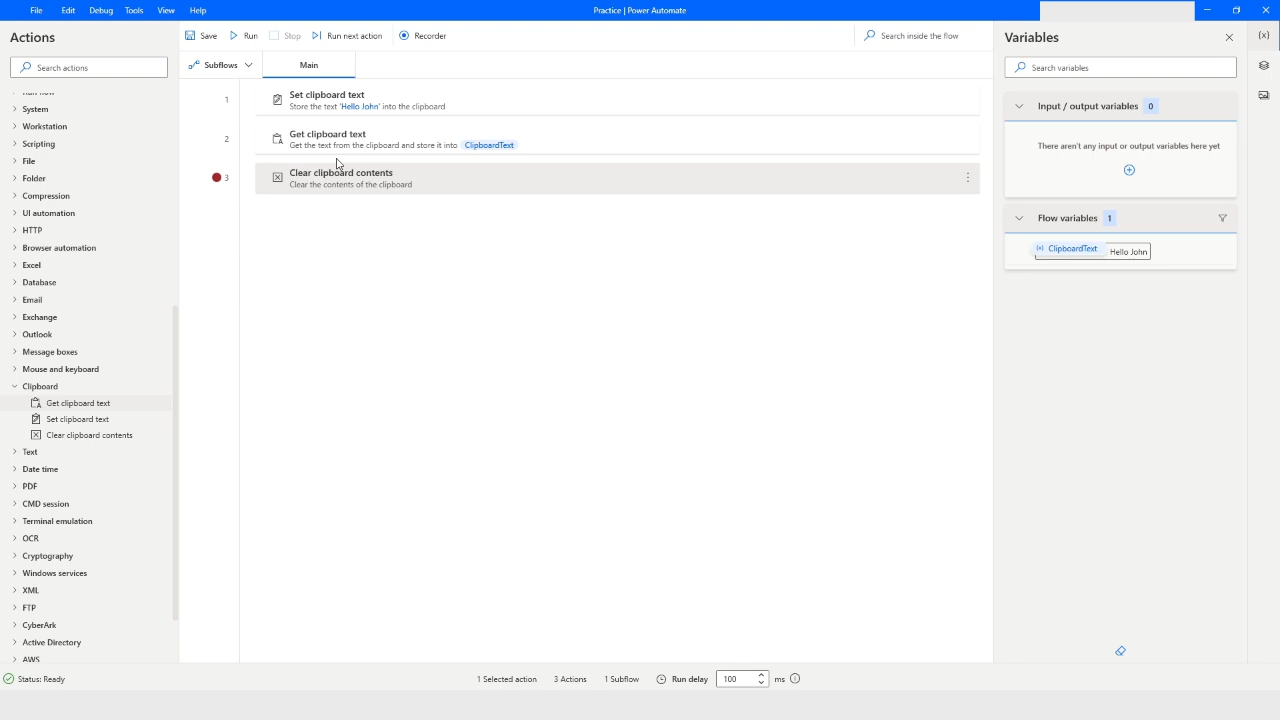 File Edit Debug Tools View Help
Practice | Power Automate
Actions
Search actions
System
Workstation
Scripting
File
Folder
Compression
UI automation
HTTP
Browser automation
Excel
Database
Email
Exchange
Outlook
Message boxes
Mouse and keyboard
Clipboard
Get clipboard text
Set clipboard text
Clear clipboard contents
Text
Date time
PDF
CMD session
Terminal emulation
OCR
Cryptography
Windows services
XML
FTP
CyberArk
Active Directory
AWS
Save Run Stop Run next action Recorder
Search inside the flow
Subflows Main
1 Set clipboard text
Store the text 'Hello John' into the clipboard
2 Get clipboard text
Get the text from the clipboard and store it into ClipboardText
3 Clear clipboard contents
Clear the contents of the clipboard
Variables
{x}
Search variables
Input / output variables 0
There aren't any input or output variables here yet
Flow variables 1
ClipboardText Hello John
Status: Ready 1 Selected action 3 Actions 1 Subflow Run delay 100 ms